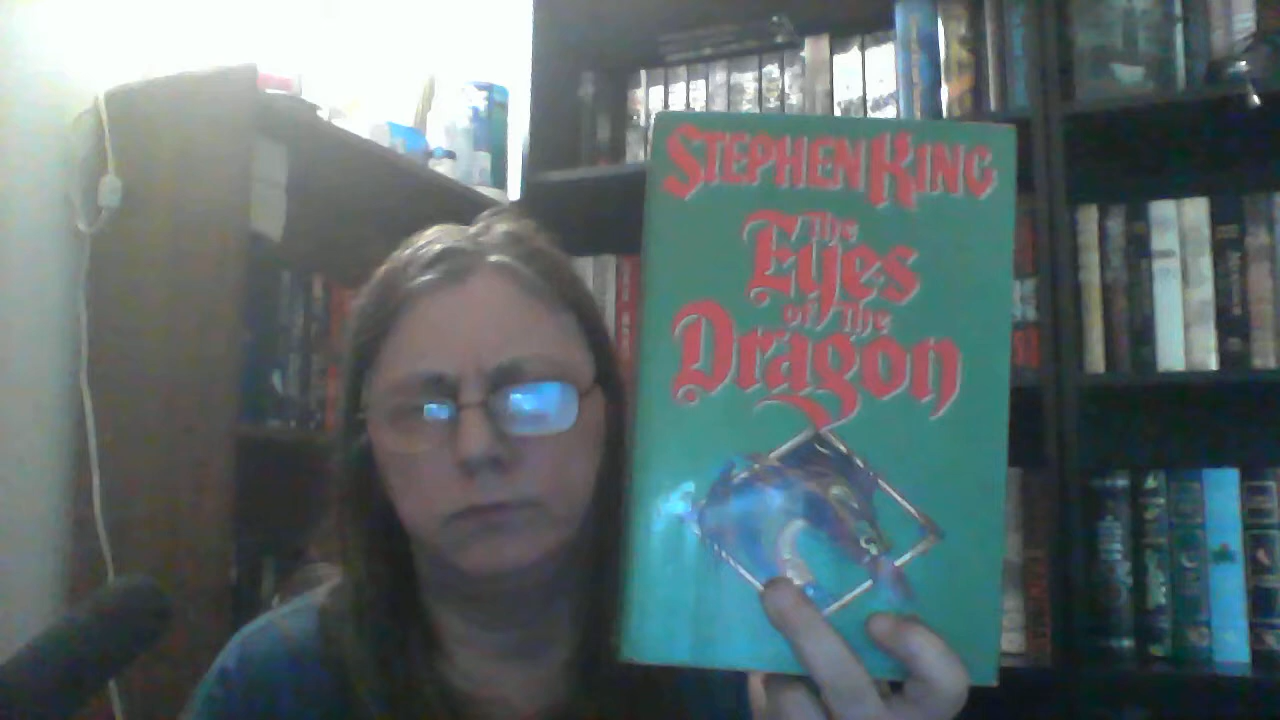 STEPHEN KING
The
Eyes
of the
Dragon